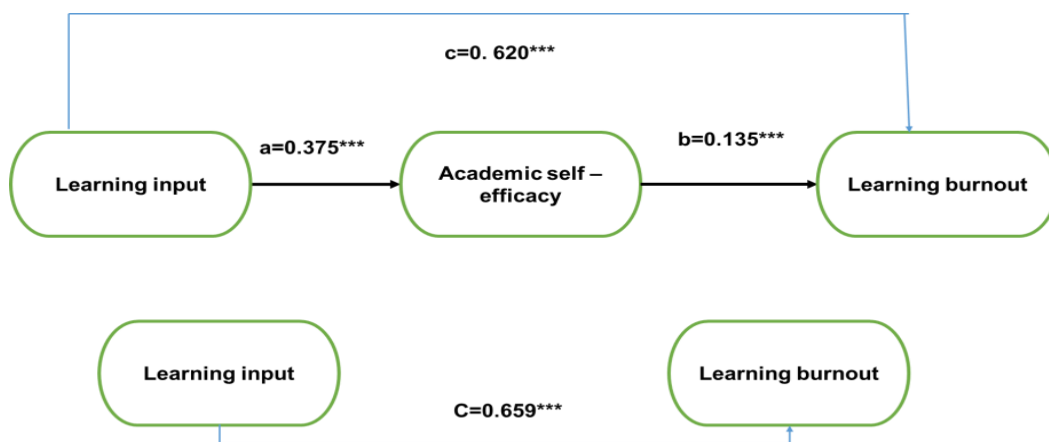 c=0. 620***
a=0.375***
b=0.135***
Learning input
Academic self –
efficacy
Learning burnout
Learning input
Learning burnout
C=0.659***